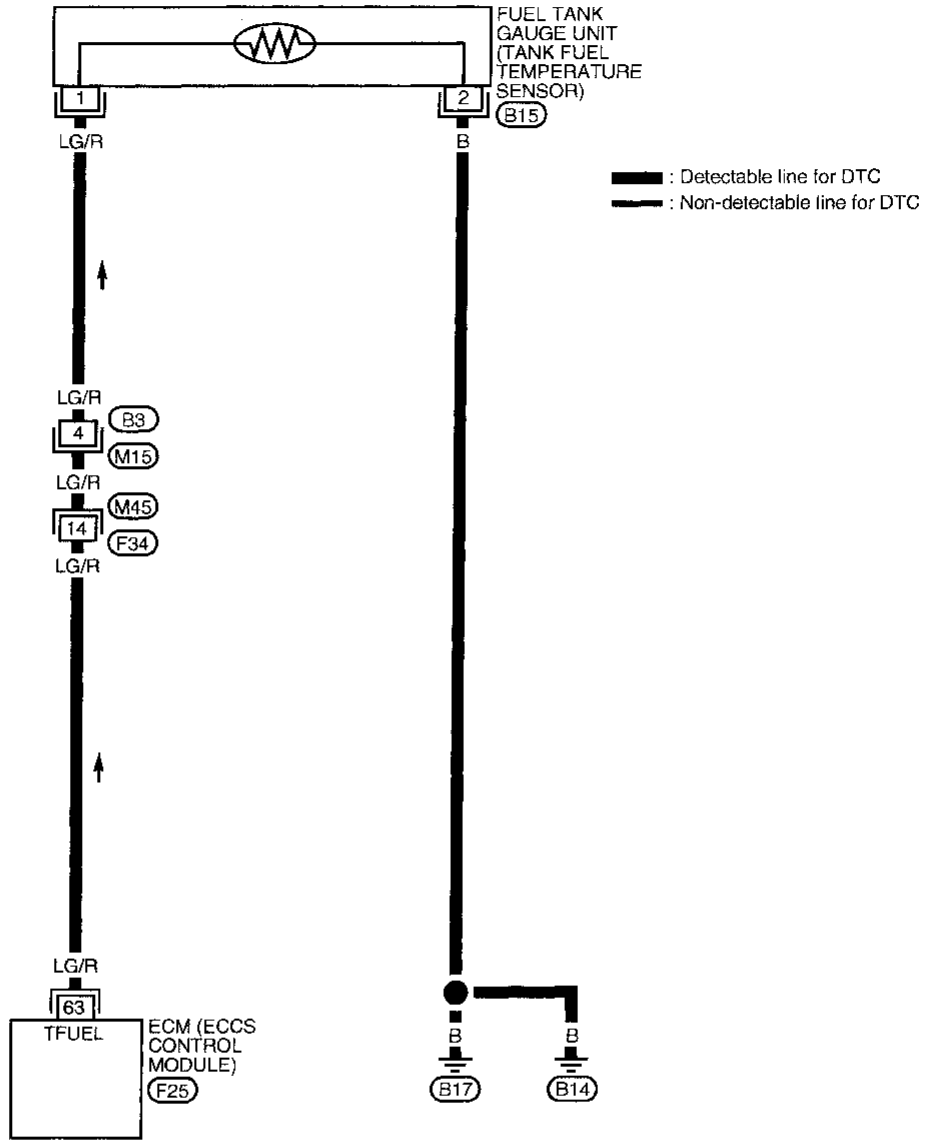 FUEL TANK
GAUGE UNIT
(TANK FUEL
TEMPERATURE
SENSOR)
1
2
B15
LG/R
B
: Detectable line for DTC
: Non-detectable line for DTC
LG/R
B3
4
M15
LG/R
M45
14
F34
LG/R
LG/R
63
TFUEL
ECM (ECCS
CONTROL
MODULE)
F25
B
B
B17
B14